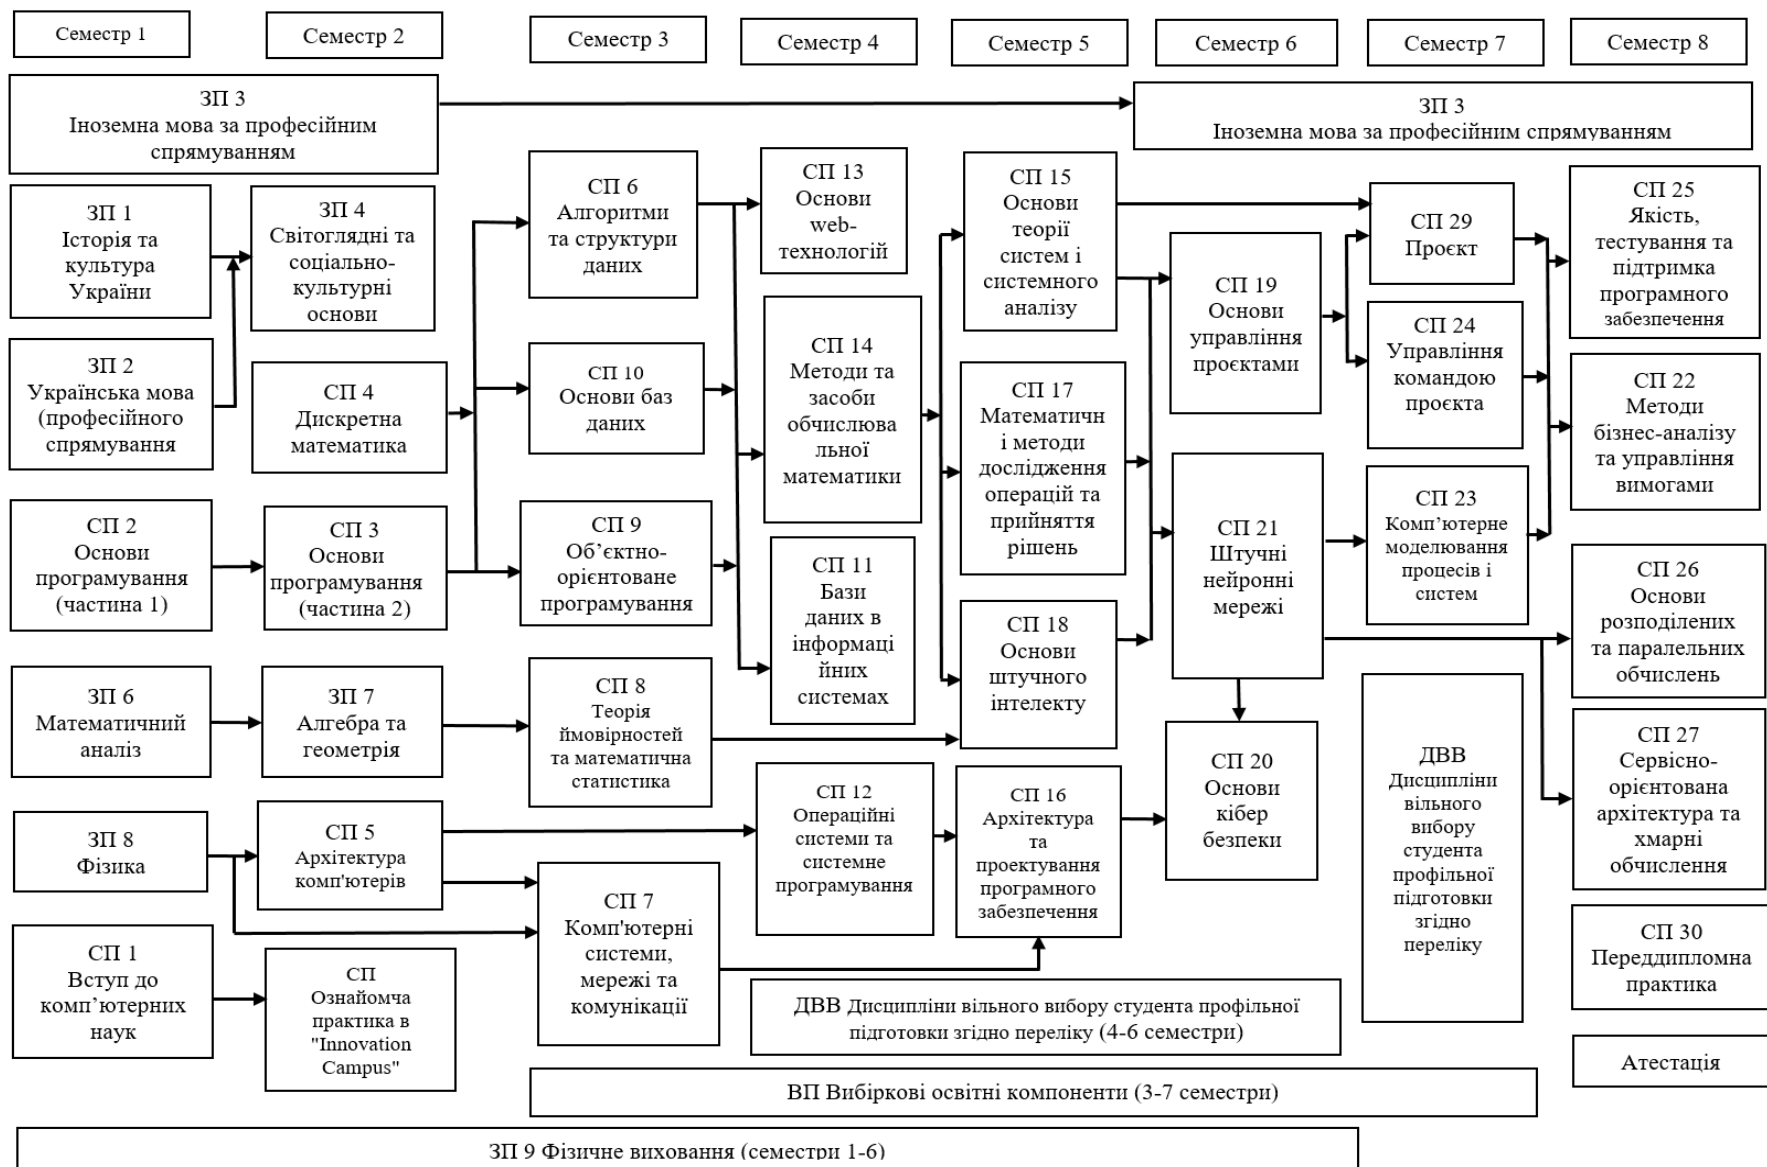 Семестр 1
Семестр 2
Семестр 3
Семестр 4
Семестр 5
Семестр 6
Семестр 7
Семестр 8
ЗП 3
Іноземна мова за професійним
спрямуванням
ЗП 3
Іноземна мова за професійним спрямуванням
ЗП 1
Історія та
культура
України
ЗП 2
Українська мова
(професійного
спрямування
СП 2
Основи
програмування
(частина 1)
ЗП 6
Математичний
аналіз
ЗП 8
Фізика
СП 1
Вступ до
комп’ютерних
наук
ЗП 4
Світоглядні та
соціально-
культурні
основи
СП 4
Дискретна
математика
СП 3
Основи
програмування
(частина 2)
ЗП 7
Алгебра та
геометрія
СП 5
Архітектура
комп'ютерів
СП
Ознайомча
практика в
"Innovation
Campus"
СП 6
Алгоритми
та структури
даних
СП 10
Основи баз
даних
СП 9
Об’єктно-
орієнтоване
програмування
СП 8
Теорія
ймовірностей
та математична
статистика
СП 7
Комп'ютерні
системи,
мережі та
комунікації
СП 13
Основи
web-
технологій
СП 14
Методи та
засоби
обчислюва
льної
математики
СП 11
Бази
даних в
інформаці
йних
системах
СП 12
Операційні
системи та
системне
програмування
СП 15
Основи
теорії
систем і
системного
аналізу
СП 17
Математичн
і методи
дослідження
операцій та
прийняття
рішень
СП 18
Основи
штучного
інтелекту
СП 16
Архітектура
та
проектування
програмного
забезпечення
СП 19
Основи
управління
проєктами
СП 21
Штучні
нейронні
мережі
СП 20
Основи
кібер
безпеки
СП 29
Проєкт
СП 24
Управління
командою
проєкта
СП 23
Комп’ютерне
моделювання
процесів і
систем
ДВВ
Дисципліни
вільного
вибору
студента
профільної
підготовки
згідно
переліку
СП 25
Якість,
тестування та
підтримка
програмного
забезпечення
СП 22
Методи
бізнес-аналізу
та управління
вимогами
СП 26
Основи
розподілених
та паралельних
обчислень
СП 27
Сервісно-
орієнтована
архітектура та
хмарні
обчислення
СП 30
Переддипломна
практика
Атестація
ДВВ Дисципліни вільного вибору студента профільної
підготовки згідно переліку (4-6 семестри)
ВП Вибіркові освітні компоненти (3-7 семестри)
ЗП 9 Фізичне виховання (семестри 1-6)